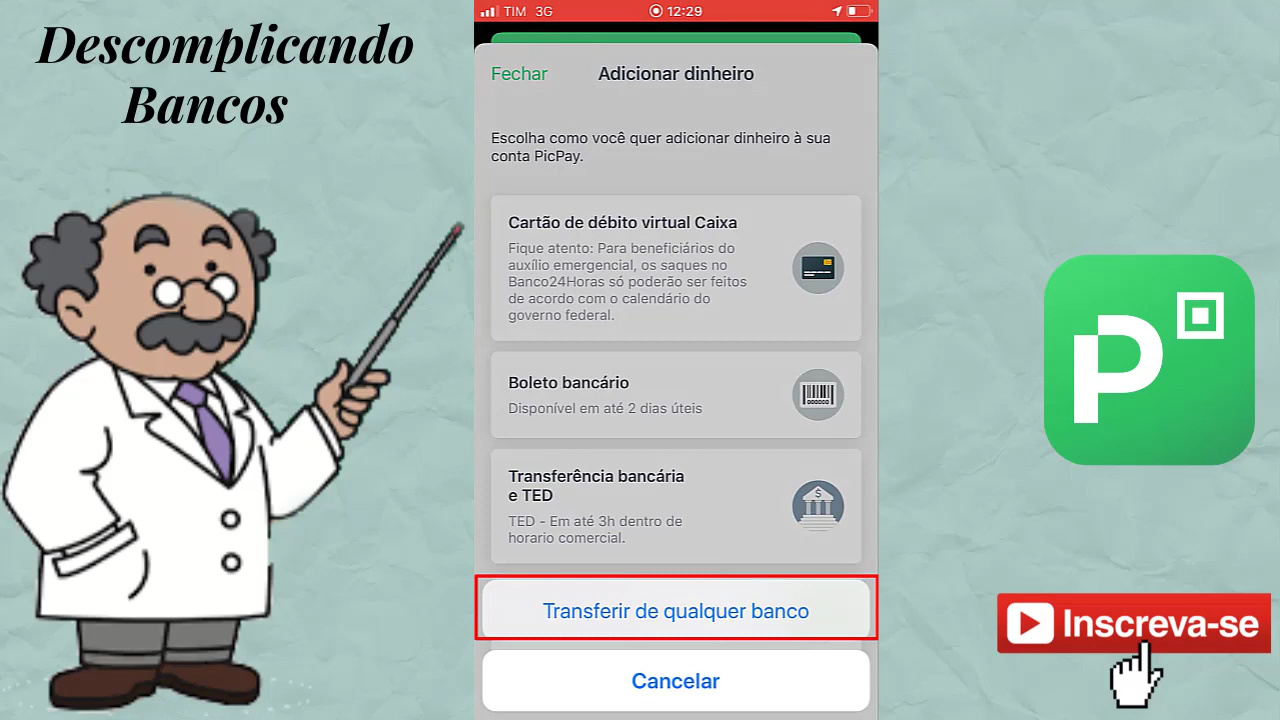 Descomplicando
Bancos
TIM 3G
12:29
Fechar
Adicionar dinheiro
Escolha como você quer adicionar dinheiro à sua
conta PicPay.
Cartão de débito virtual Caixa
Fique atento: Para beneficiários do
auxílio emergencial, os saques no
Banco24Horas só poderão ser feitos
de acordo com o calendário do
governo federal.
Boleto bancário
Disponível em até 2 dias úteis
Transferência bancária
e TED
TED - Em até 3h dentro de
horario comercial.
Transferir de qualquer banco
Cancelar
P
Inscreva-se